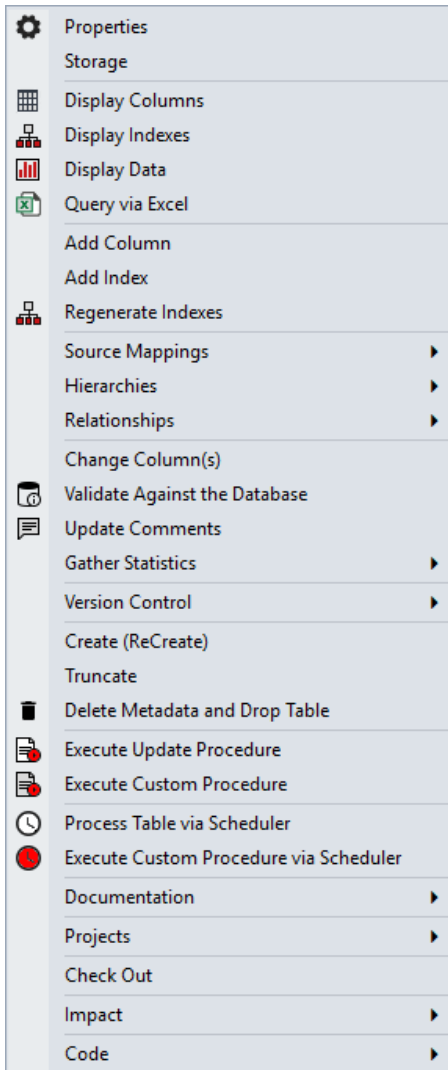 Properties
Storage
Display Columns
Display Indexes
Display Data
Query via Excel
Add Column
Add Index
Regenerate Indexes
Source Mappings
Hierarchies
Relationships
Change Column(s)
Validate Against the Database
Update Comments
Gather Statistics
Version Control
Create (ReCreate)
Truncate
Delete Metadata and Drop Table
Execute Update Procedure
Execute Custom Procedure
Process Table via Scheduler
Execute Custom Procedure via Scheduler
Documentation
Projects
Check Out
Impact
Code